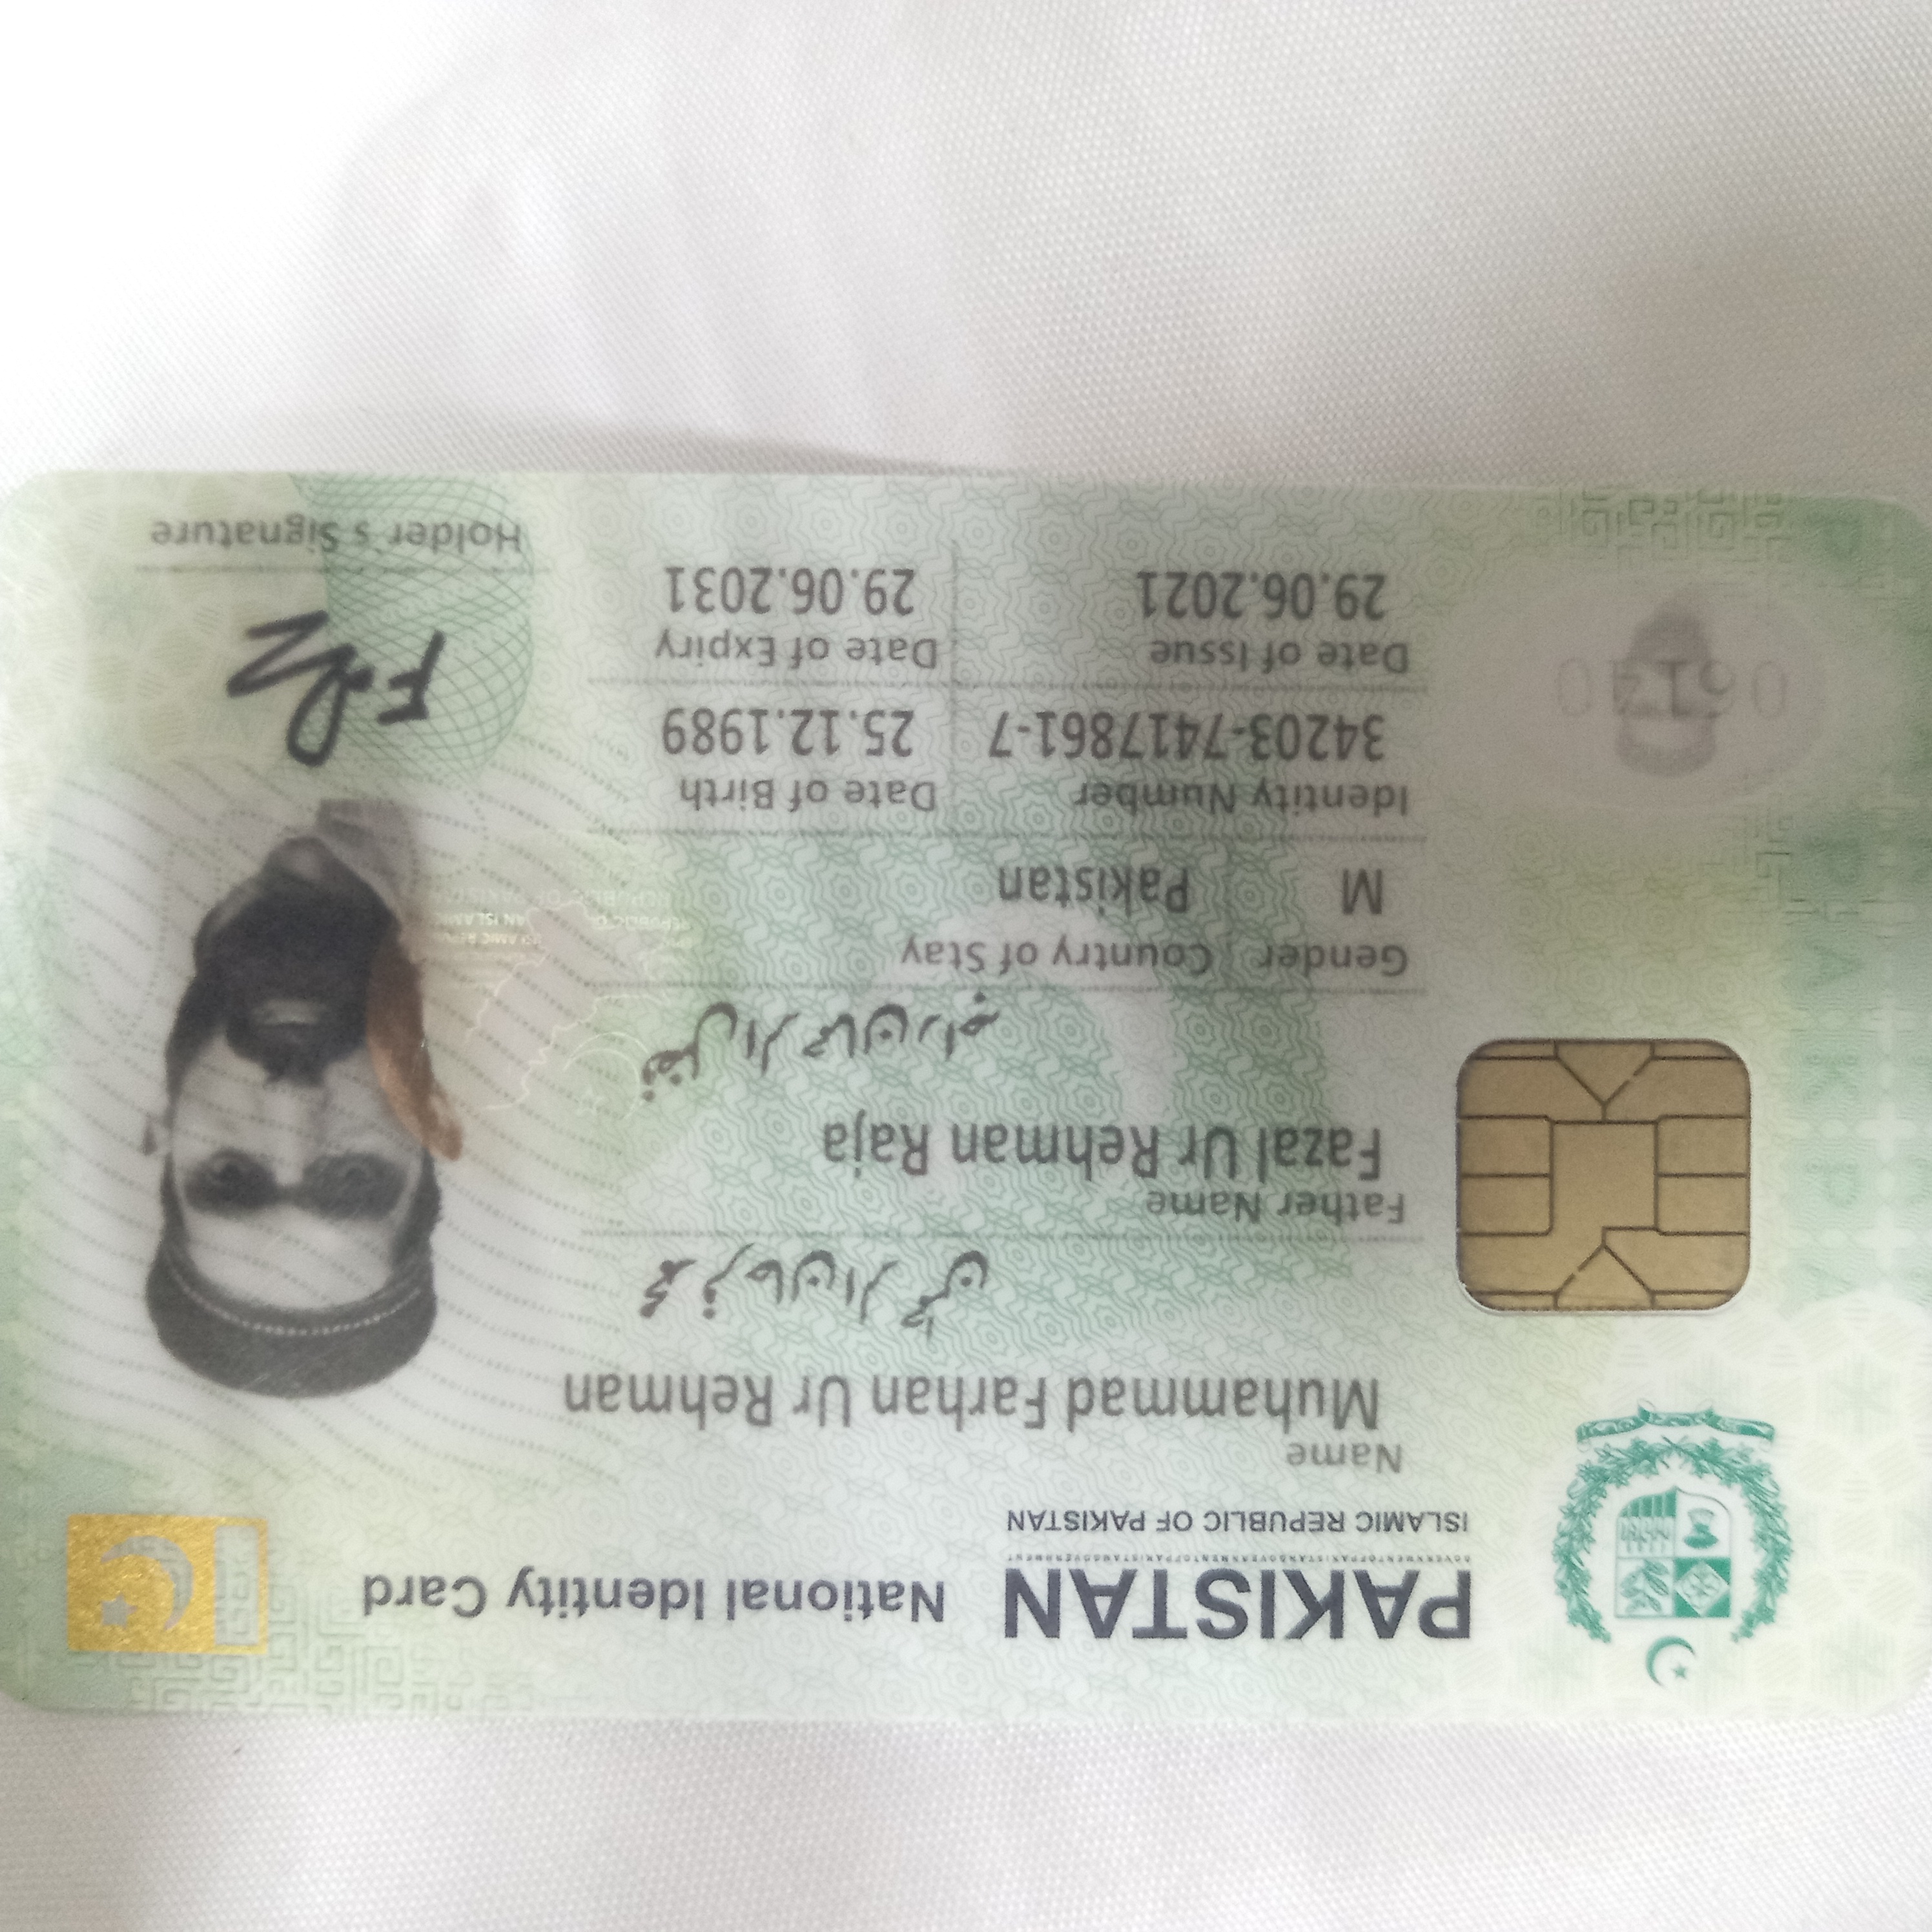 PAKISTAN National Identity Card
ISLAMIC REPUBLIC OF PAKISTAN
Name
Muhammad Farhan Ur Rehman
محمد فرحان الرحمٰن
Father Name
Fazal Ur Rehman Raja
فضل الرحمان راجہ
Gender Country of Stay
M Pakistan
Identity Number Date of Birth
34203-7417861-7 25.12.1989
Date of Issue Date of Expiry
29.06.2021 29.06.2031
Holder's Signature